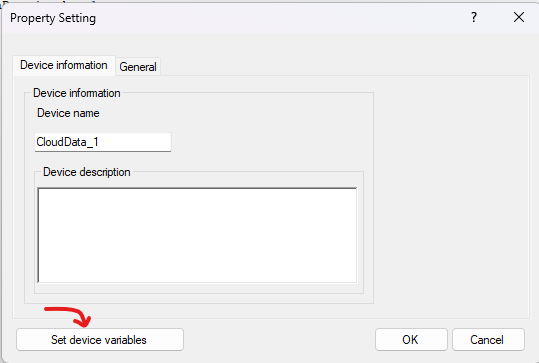 Property Setting
?
Device information
General
Device information
Device name
CloudData_1
Device description
Set device variables
OK
Cancel